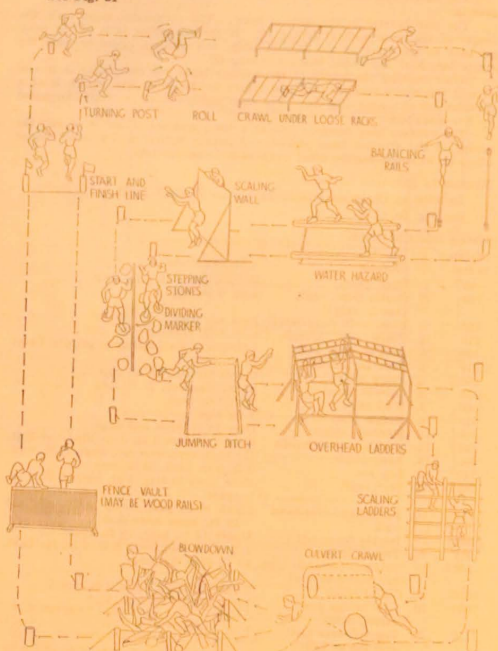 TURNING POST
ROLL
CRAWL UNDER LOOSE RACKS
BALANCING
RAILS
START AND
FINISH LINE
SCALING
WALL
WATER HAZARD
STEPPING
STONES
DIVIDING
MARKER
JUMPING DITCH
OVERHEAD LADDERS
FENCE VAULT
(MAY BE WOOD RAILS)
SCALING
LADDERS
BLOWDOWN
CULVERT CRAWL